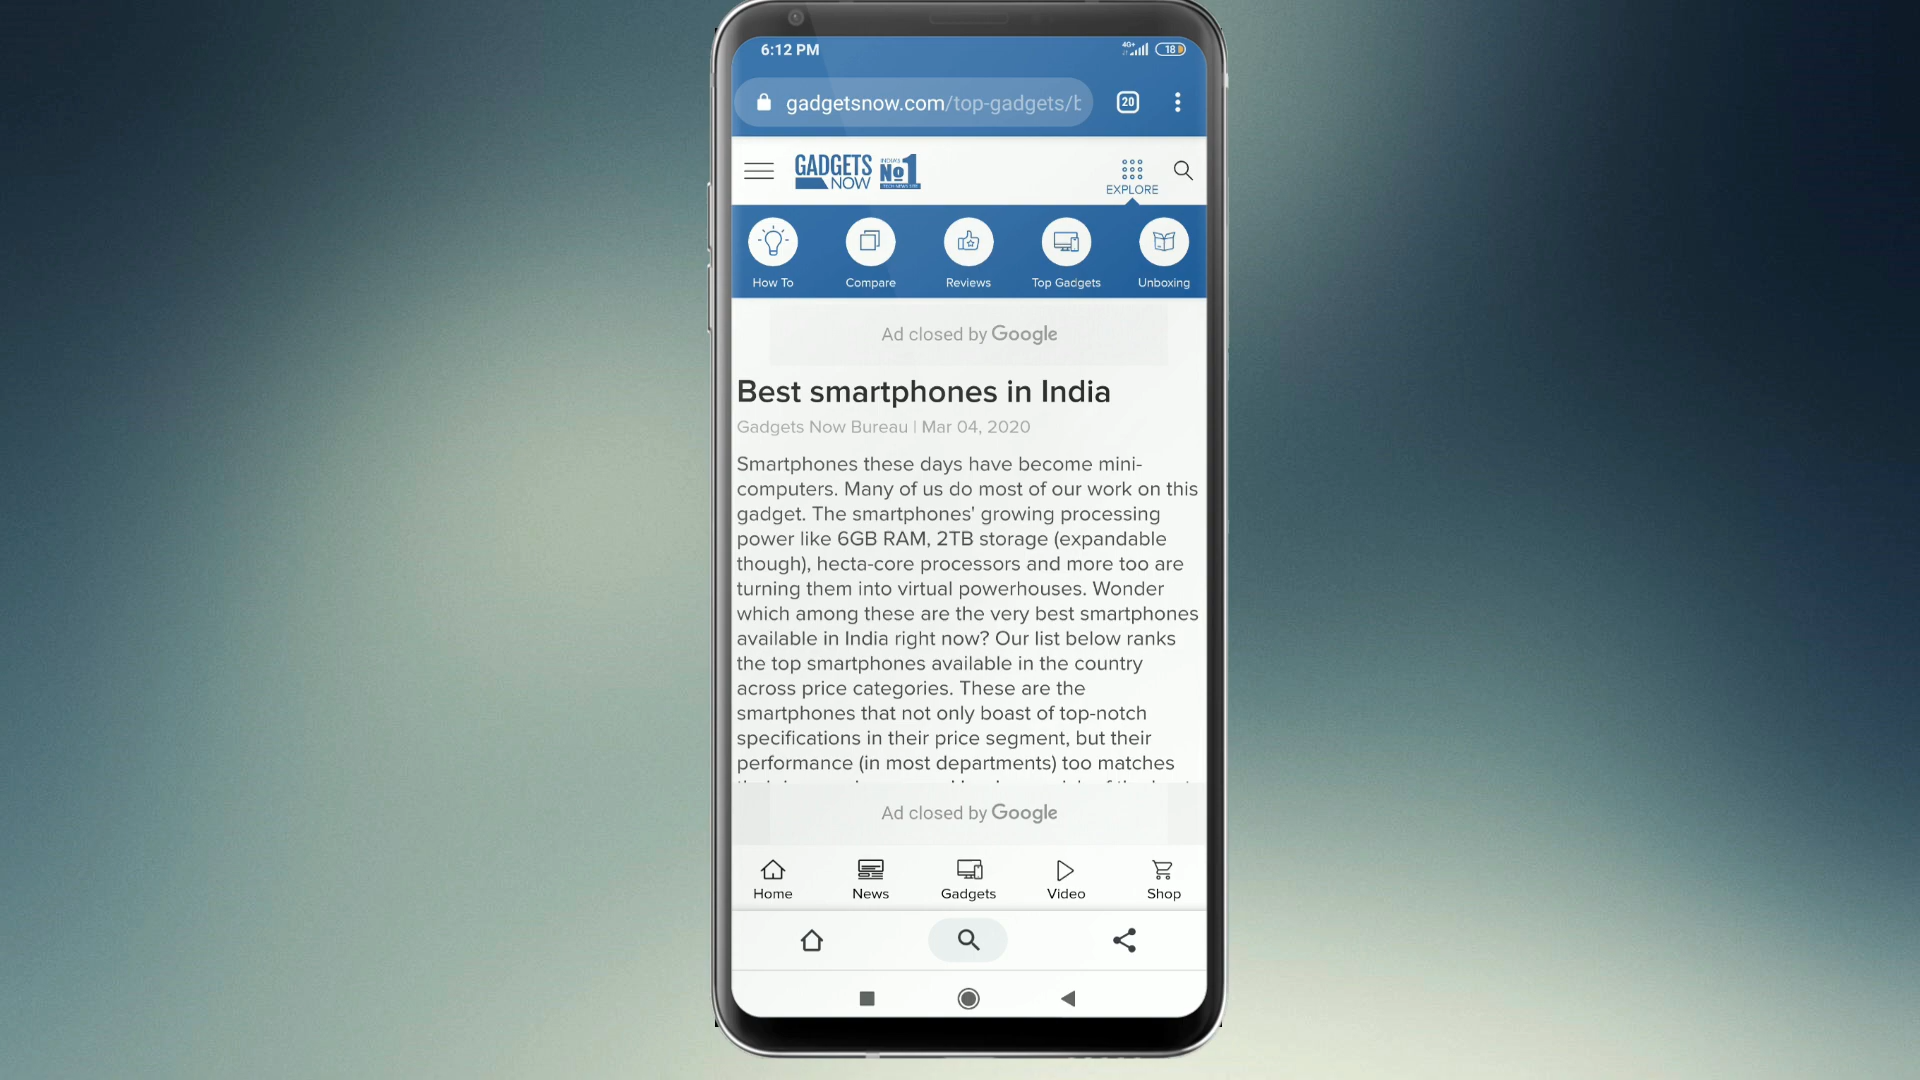 6:12 PM
4G+
18
gadgetsnow.com/top-gadgets/b
20
GADGETS
NOW
INDIA'S
No1
EXPLORE
How To
Compare
Reviews
Top Gadgets
Unboxing
Ad closed by Google
Best smartphones in India
Gadgets Now Bureau | Mar 04, 2020
Smartphones these days have become mini-
computers. Many of us do most of our work on this
gadget. The smartphones' growing processing
power like 6GB RAM, 2TB storage (expandable
though), hecta-core processors and more too are
turning them into virtual powerhouses. Wonder
which among these are the very best smartphones
available in India right now? Our list below ranks
the top smartphones available in the country
across price categories. These are the
smartphones that not only boast of top-notch
specifications in their price segment, but their
performance (in most departments) too matches
Ad closed by Google
Home
News
Gadgets
Video
Shop